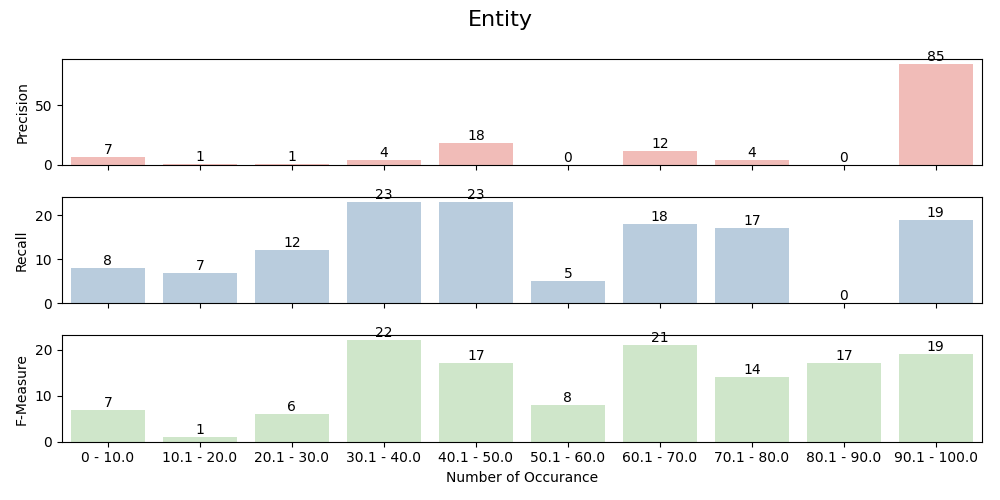 Entity
Precision
50
0
7 1 1 4 18 0 12 4 0 85
Recall
20
10
0
8 7 12 23 23 5 18 17 0 19
F-Measure
20
10
0
7 1 6 22 17 8 21 14 17 19
0 - 10.0 10.1 - 20.0 20.1 - 30.0 30.1 - 40.0 40.1 - 50.0 50.1 - 60.0 60.1 - 70.0 70.1 - 80.0 80.1 - 90.0 90.1 - 100.0
Number of Occurance